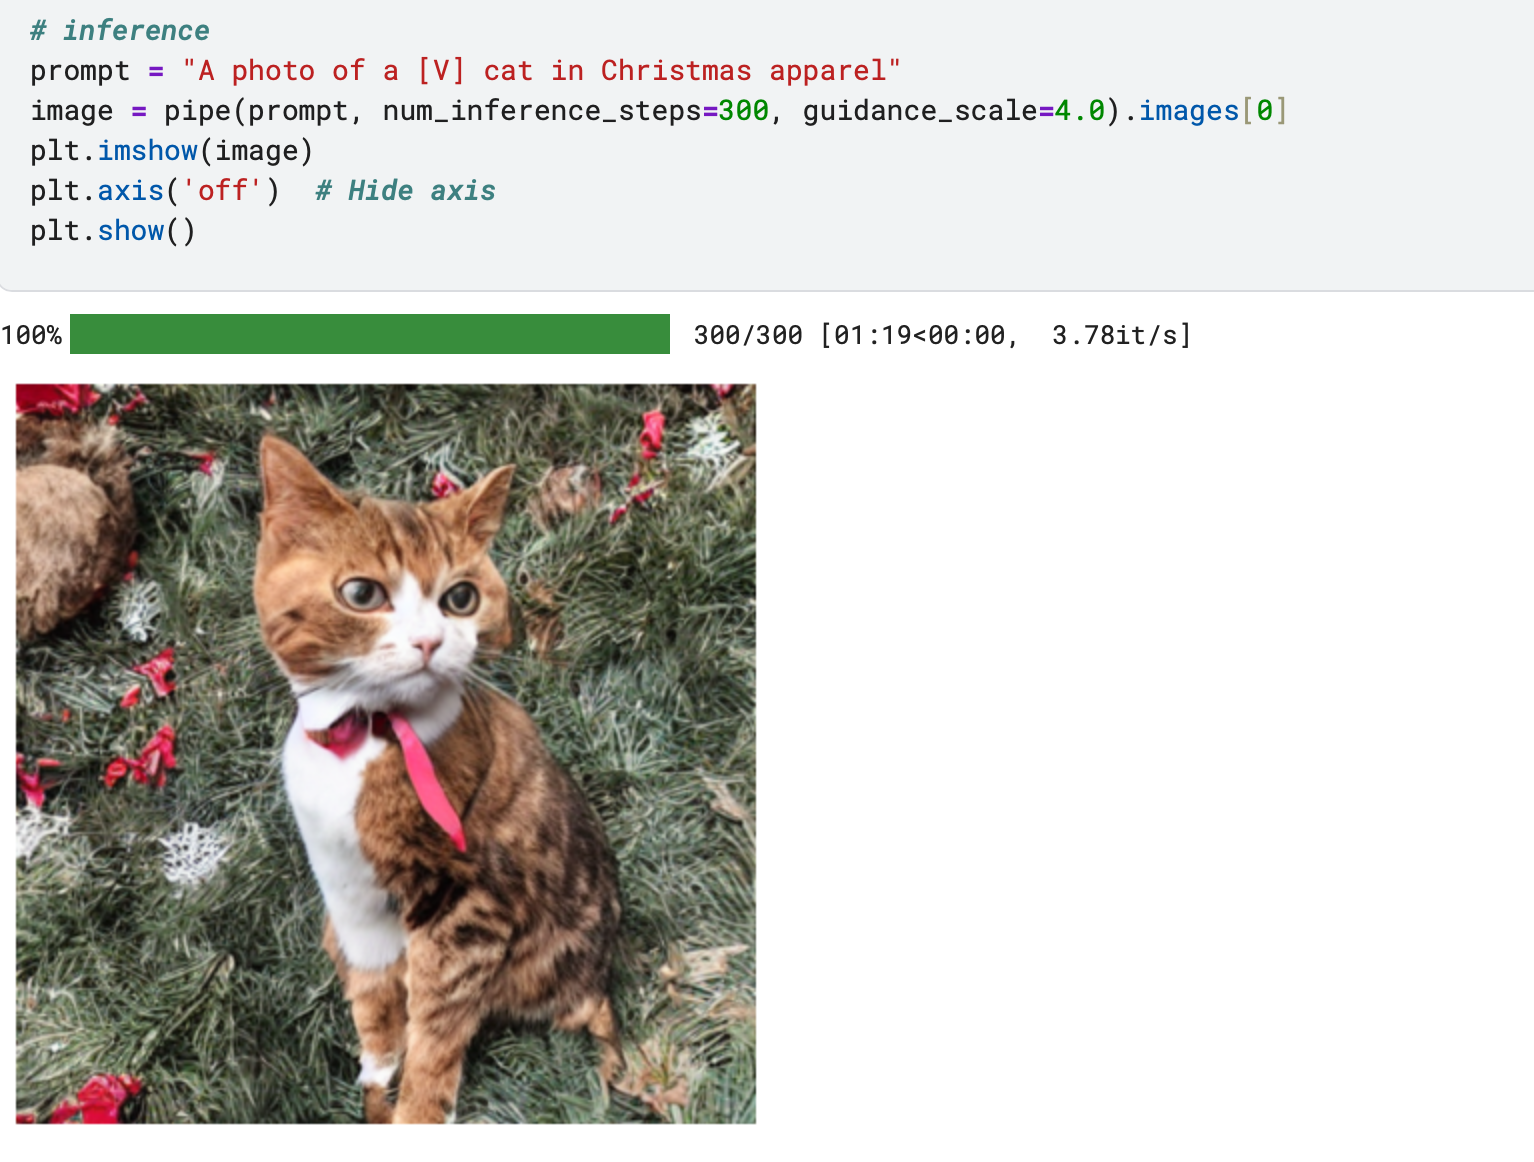 # inference
prompt = "A photo of a [V] cat in Christmas apparel"
image = pipe(prompt, num_inference_steps=300, guidance_scale=4.0).images[0]
plt.imshow(image)
plt.axis('off')  # Hide axis
plt.show()
100% 300/300 [01:19<00:00,  3.78it/s]